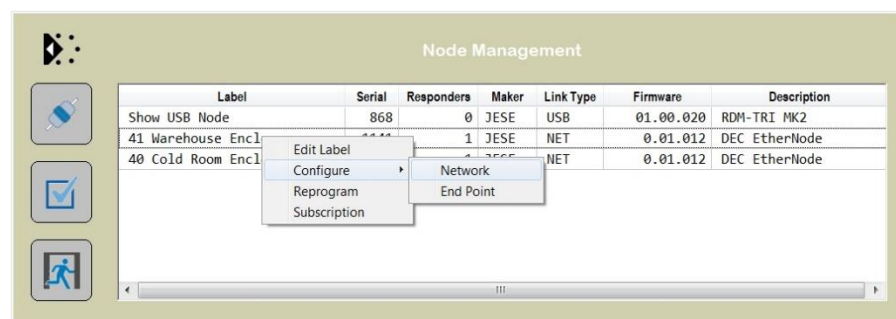 Node Management
Label Serial Responders Maker Link Type Firmware Description
Show USB Node 868 0 JESE USB 01.00.020 RDM-TRI MK2
41 Warehouse Encl 1 JESE NET 0.01.012 DEC EtherNode
40 Cold Room Encl NET 0.01.012 DEC EtherNode
Edit Label
Configure Network
Reprogram End Point
Subscription